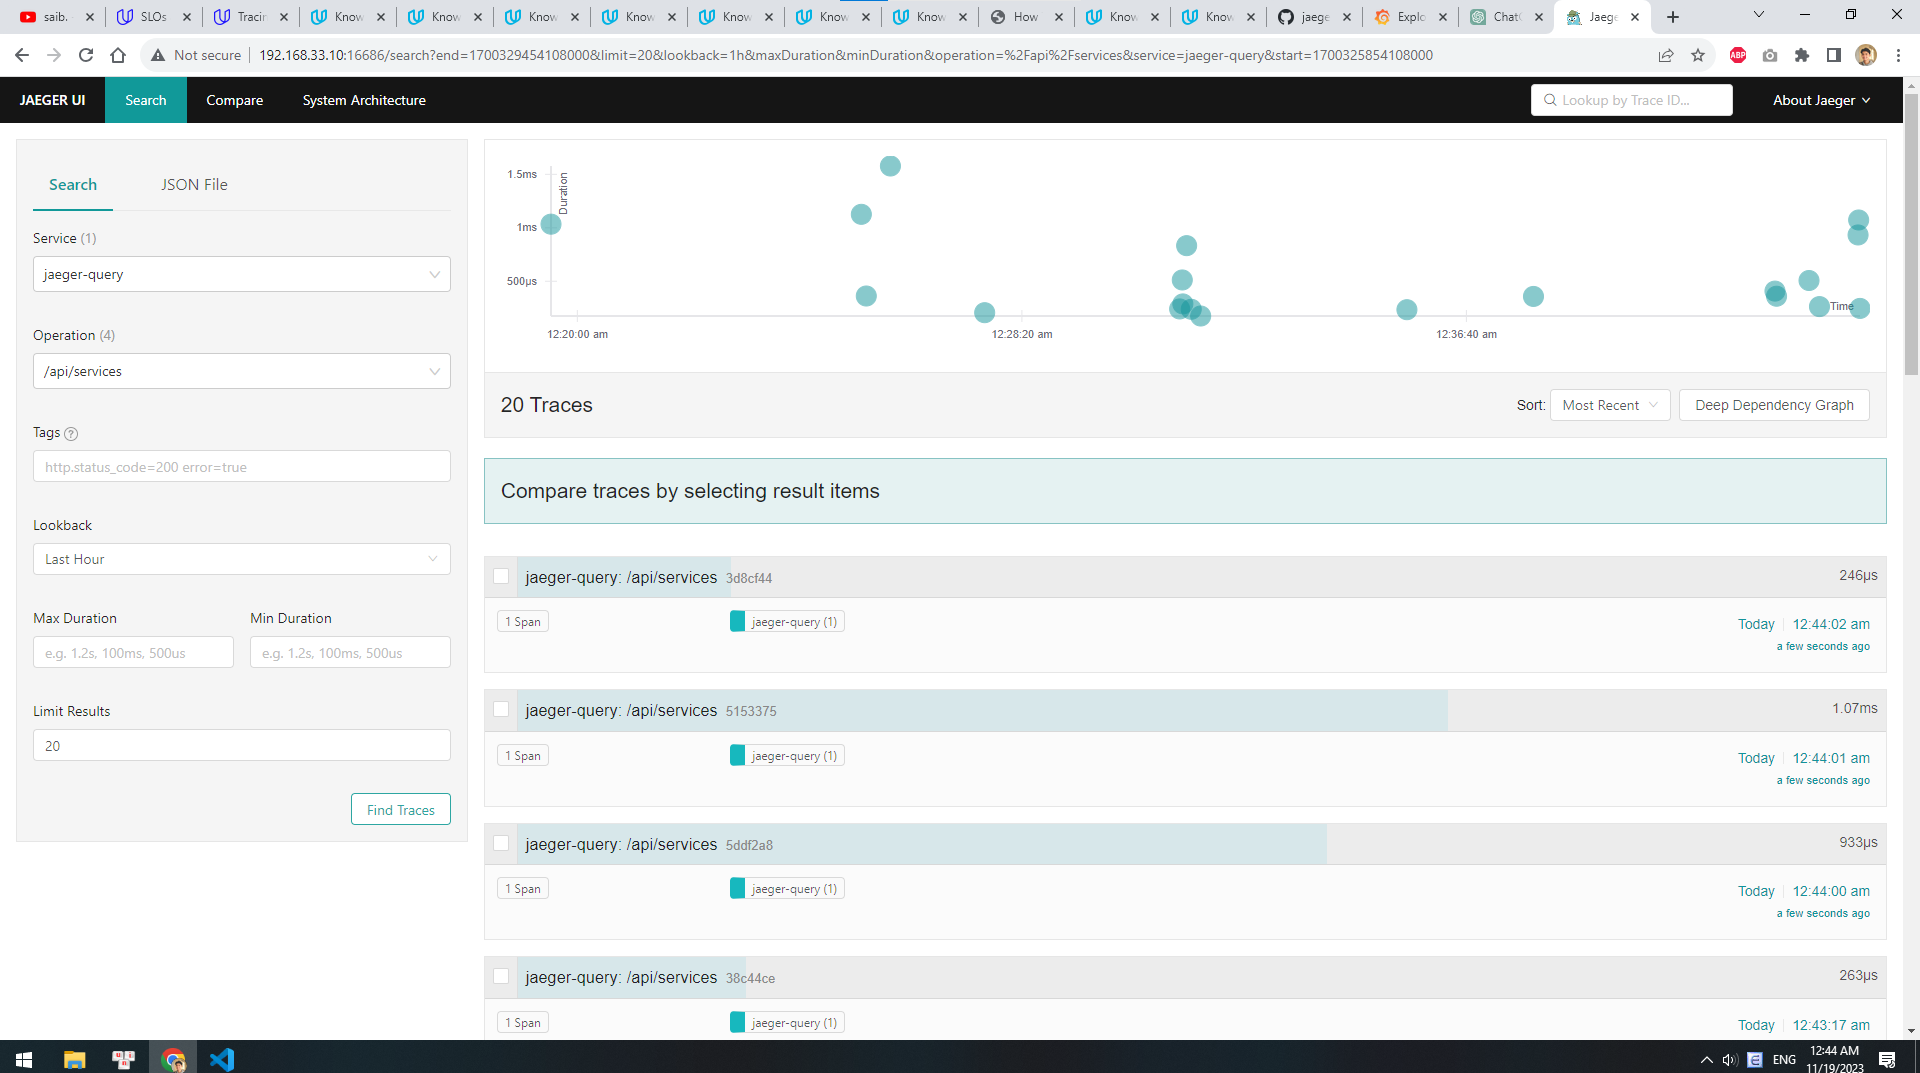 saib.
SLOs
Tracin
Know
Know
Know
Know
Know
Know
Know
How
Know
Know
jaege
Explo
Chat
Jaege
Not secure
192.168.33.10:16686/search?end=1700329454108000&limit=20&lookback=1h&maxDuration&minDuration&operation=%2Fapi%2Fservices&service=jaeger-query&start=1700325854108000
ABP
JAEGER UI
Search
Compare
System Architecture
Lookup by Trace ID...
About Jaeger
Search
JSON File
Service (1)
jaeger-query
Operation (4)
/api/services
Tags ?
http.status_code=200 error=true
Lookback
Last Hour
Max Duration
Min Duration
e.g. 1.2s, 100ms, 500us
e.g. 1.2s, 100ms, 500us
Limit Results
20
Find Traces
1.5ms
1ms
500µs
Duration
Time
12:20:00 am
12:28:20 am
12:36:40 am
20 Traces
Sort:
Most Recent
Deep Dependency Graph
Compare traces by selecting result items
jaeger-query: /api/services 3d8cf44
246µs
1 Span
jaeger-query (1)
Today 12:44:02 am
a few seconds ago
jaeger-query: /api/services 5153375
1.07ms
1 Span
jaeger-query (1)
Today 12:44:01 am
a few seconds ago
jaeger-query: /api/services 5ddf2a8
933µs
1 Span
jaeger-query (1)
Today 12:44:00 am
a few seconds ago
jaeger-query: /api/services 38c44ce
263µs
1 Span
jaeger-query (1)
Today 12:43:17 am
ENG
12:44 AM
11/19/2023